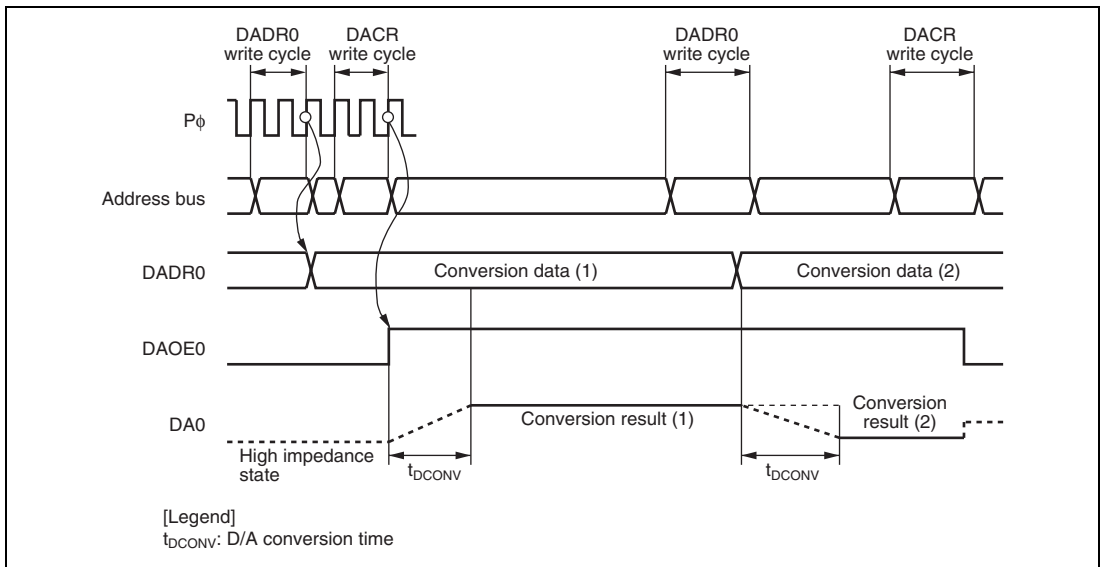 DADR0
write cycle
DACR
write cycle
DADR0
write cycle
DACR
write cycle
Pϕ
Address bus
DADR0
Conversion data (1)
Conversion data (2)
DAOE0
DA0
Conversion result (1)
Conversion
result (2)
High impedance
state
tDCONV
tDCONV
[Legend]
tDCONV: D/A conversion time